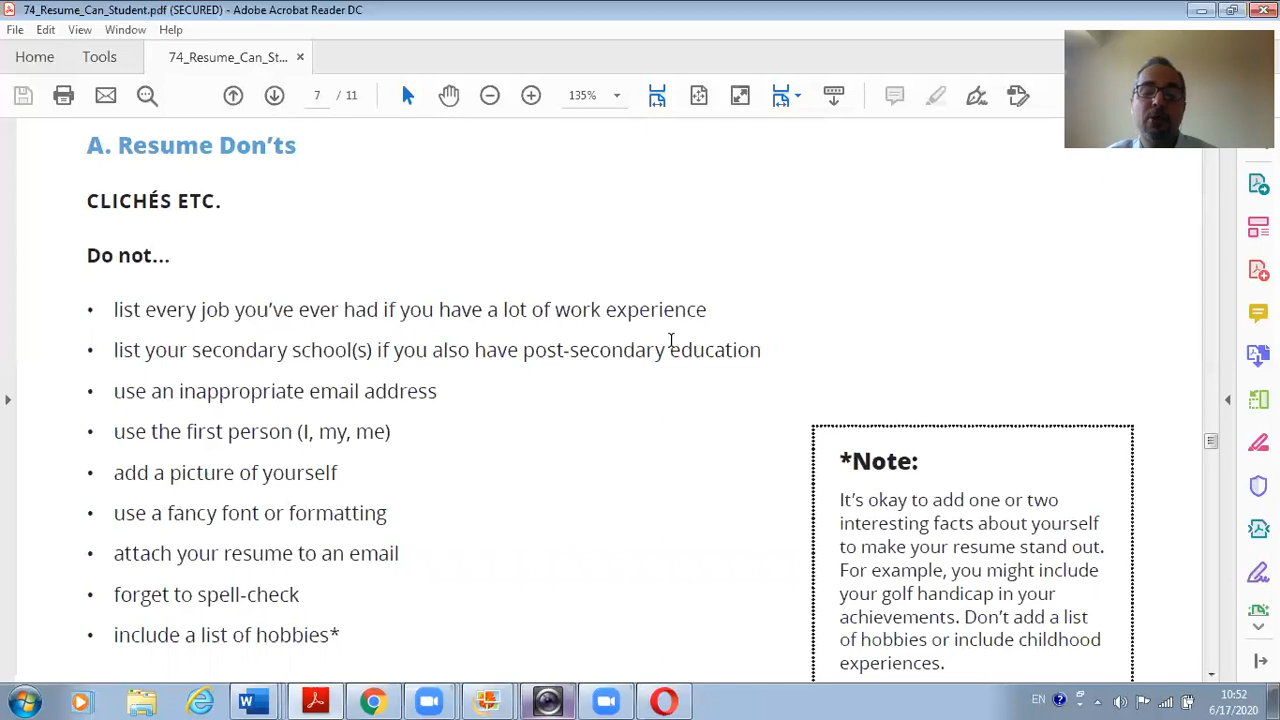 74_Resume_Can_Student.pdf (SECURED) - Adobe Acrobat Reader DC
File Edit View Window Help
Home Tools 74_Resume_Can_St... ×
7 / 11 135%
A. Resume Don'ts
CLICHÉS ETC.
Do not...
• list every job you've ever had if you have a lot of work experience
• list your secondary school(s) if you also have post-secondary education
• use an inappropriate email address
• use the first person (I, my, me)
• add a picture of yourself
• use a fancy font or formatting
• attach your resume to an email
• forget to spell-check
• include a list of hobbies*
*Note:
It's okay to add one or two
interesting facts about yourself
to make your resume stand out.
For example, you might include
your golf handicap in your
achievements. Don't add a list
of hobbies or include childhood
experiences.
EN 10:52
6/17/2020